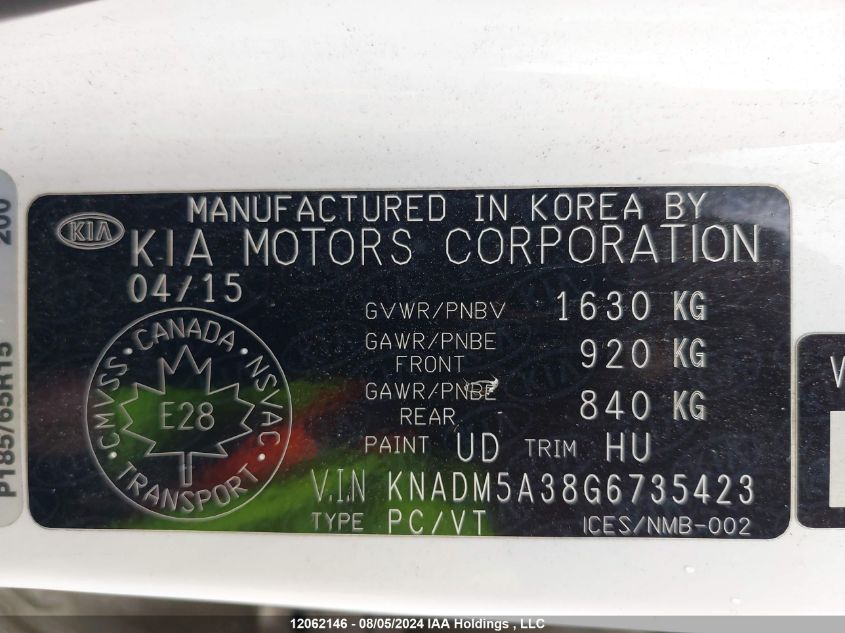 MANUFACTURED IN KOREA BY
KIA
KIA MOTORS CORPORATION
04/15
GVWR/PNBV 1630 KG
GAWR/PNBE FRONT 920 KG
GAWR/PNBE REAR 840 KG
PAINT UD TRIM HU
V.I.N KNADM5A38G6735423
TYPE PC/VT ICES/NMB-002
CANADA
CMVSS NSVAC
E28
TRANSPORT
P185/65R15 200
V
12062146 - 08/05/2024 IAA Holdings , LLC